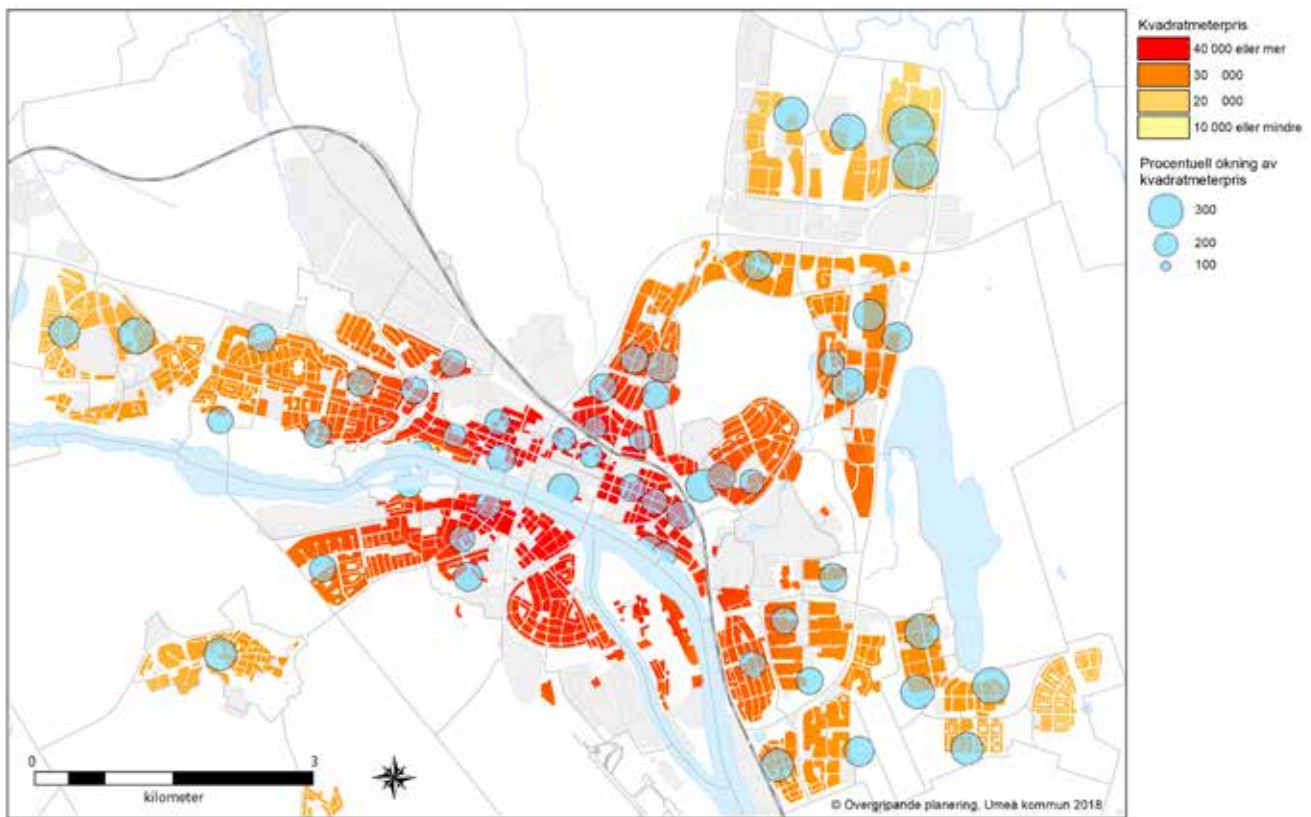 Kvadratmeterpris
40 000 eller mer
30 000
20 000
10 000 eller mindre
Procentuell ökning av
kvadratmeterpris
300
200
100
0 3
kilometer
© Övergripande planering, Umeå kommun 2018